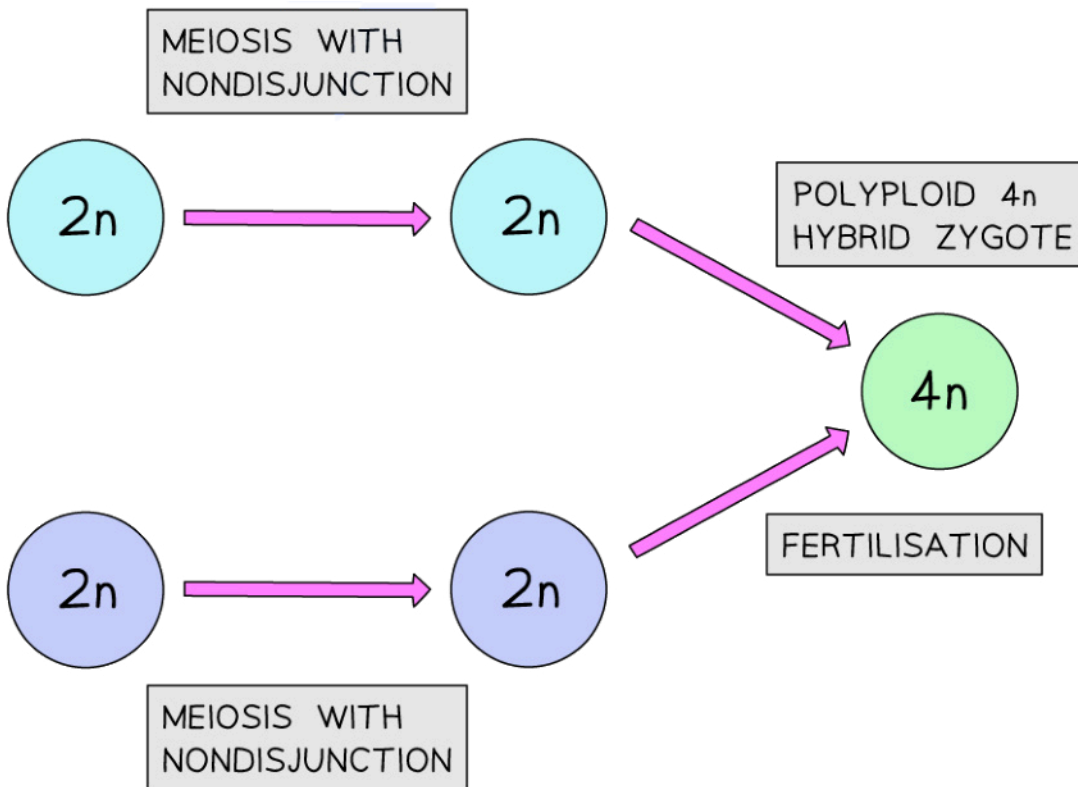 MEIOSIS WITH
NONDISJUNCTION
2n
2n
POLYPLOID 4n
HYBRID ZYGOTE
4n
FERTILISATION
2n
2n
MEIOSIS WITH
NONDISJUNCTION